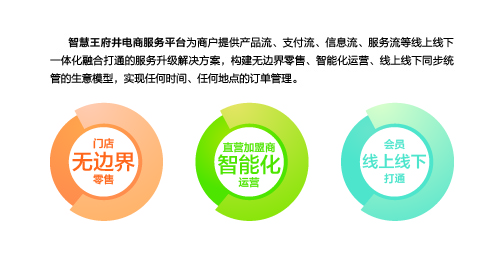 智慧王府井电商服务平台为商户提供产品流、支付流、信息流、服务流等线上线下
一体化融合打通的服务升级解决方案，构建无边界零售、智能化运营、线上线下同步统
管的生意模型，实现任何时间、任何地点的订单管理。
门店
无边界
零售
直营加盟商
智能化
运营
会员
线上线下
打通